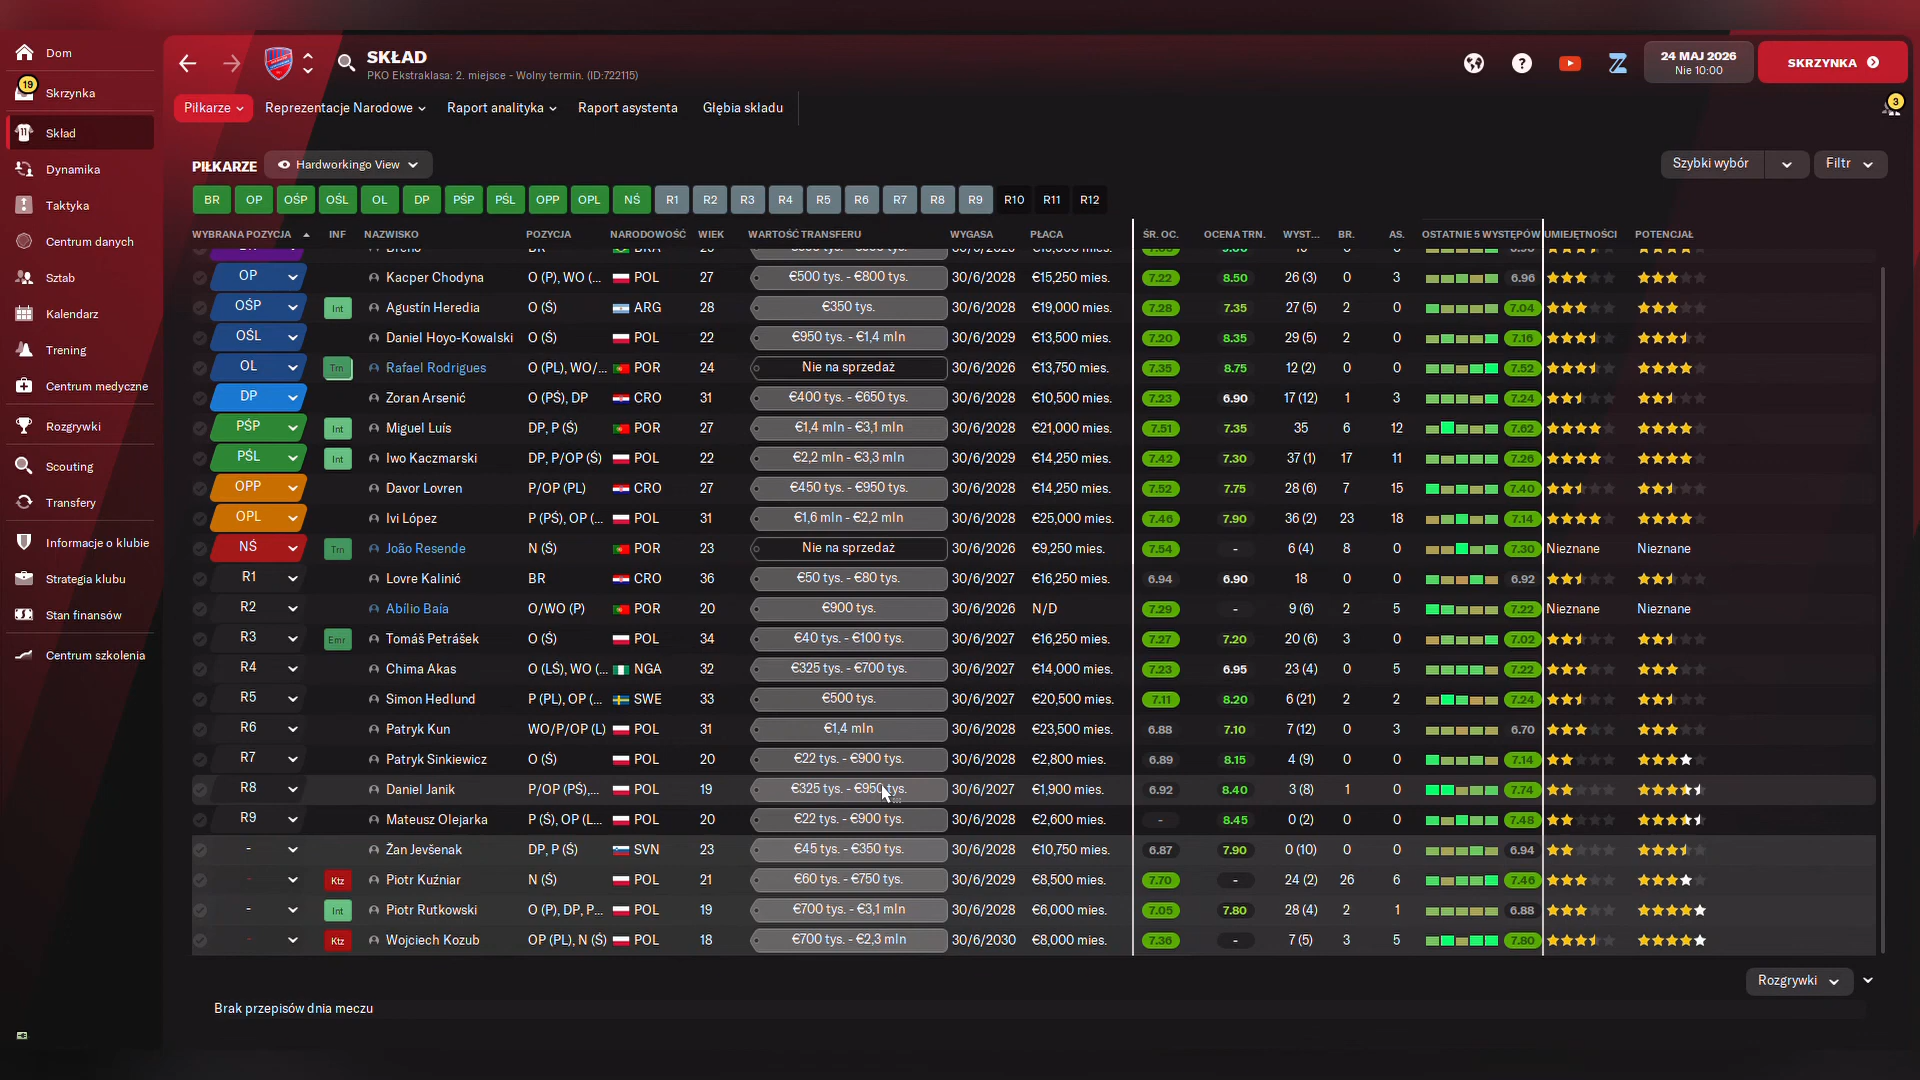 Dom
19
Skrzynka
Skład
Dynamika
Taktyka
Centrum danych
Sztab
Kalendarz
Trening
Centrum medyczne
Rozgrywki
Scouting
Transfery
Informacje o klubie
Strategia klubu
Stan finansów
Centrum szkolenia
SKŁAD
PKO Ekstraklasa: 2. miejsce - Wolny termin. (ID:722115)
24 MAJ 2026
Nie 10:00
SKRZYNKA
Piłkarze Reprezentacje Narodowe Raport analityka Raport asystenta Głębia składu
3
PIŁKARZE Hardworkingo View Szybki wybór Filtr
BR OP OŚP OŚL OL DP PŚP PŚL OPP OPL NŚ R1 R2 R3 R4 R5 R6 R7 R8 R9 R10 R11 R12
WYBRANA POZYCJA INF NAZWISKO POZYCJA NARODOWOŚĆ WIEK WARTOŚĆ TRANSFERU WYGASA PŁACA ŚR. OC. OCENA TRN. WYST... BR. AS. OSTATNIE 5 WYSTĘPÓW UMIEJĘTNOŚCI POTENCJAŁ
OP Kacper Chodyna O (P), WO (... POL 27 €500 tys. - €800 tys. 30/6/2028 €15,250 mies. 7.22 8.50 26 (3) 0 3 6.96
OŚP Int Agustín Heredia O (Ś) ARG 28 €350 tys. 30/6/2028 €19,000 mies. 7.28 7.35 27 (5) 2 0 7.04
OŚL Daniel Hoyo-Kowalski O (Ś) POL 22 €950 tys. - €1,4 mln 30/6/2029 €13,500 mies. 7.20 8.35 29 (5) 2 0 7.16
OL Trn Rafael Rodrigues O (PL), WO/... POR 24 Nie na sprzedaż 30/6/2026 €13,750 mies. 7.35 8.75 12 (2) 0 0 7.52
DP Zoran Arsenić O (PŚ), DP CRO 31 €400 tys. - €650 tys. 30/6/2028 €10,500 mies. 7.23 6.90 17 (12) 1 3 7.24
PŚP Int Miguel Luís DP, P (Ś) POR 27 €1,4 mln - €3,1 mln 30/6/2028 €21,000 mies. 7.51 7.35 35 6 12 7.62
PŚL Int Iwo Kaczmarski DP, P/OP (Ś) POL 22 €2,2 mln - €3,3 mln 30/6/2029 €14,250 mies. 7.42 7.30 37 (1) 17 11 7.26
OPP Davor Lovren P/OP (PL) CRO 27 €450 tys. - €950 tys. 30/6/2028 €14,250 mies. 7.52 7.75 28 (6) 7 15 7.40
OPL Ivi López P (PŚ), OP (... POL 31 €1,6 mln - €2,2 mln 30/6/2028 €25,000 mies. 7.46 7.90 36 (2) 23 18 7.14
NŚ Trn João Resende N (Ś) POR 23 Nie na sprzedaż 30/6/2026 €9,250 mies. 7.54 - 6 (4) 8 0 7.30 Nieznane Nieznane
R1 Lovre Kalinić BR CRO 36 €50 tys. - €80 tys. 30/6/2027 €16,250 mies. 6.94 6.90 18 0 0 6.92
R2 Abílio Baía O/WO (P) POR 20 €900 tys. 30/6/2026 N/D 7.29 - 9 (6) 2 5 7.22 Nieznane Nieznane
R3 Emr Tomáš Petrášek O (Ś) POL 34 €40 tys. - €100 tys. 30/6/2027 €16,250 mies. 7.27 7.20 20 (6) 3 0 7.02
R4 Chima Akas O (LŚ), WO (... NGA 32 €325 tys. - €700 tys. 30/6/2027 €14,000 mies. 7.23 6.95 23 (4) 0 5 7.22
R5 Simon Hedlund P (PL), OP (... SWE 33 €500 tys. 30/6/2027 €20,500 mies. 7.11 8.20 6 (21) 2 2 7.24
R6 Patryk Kun WO/P/OP (L) POL 31 €1,4 mln 30/6/2028 €23,500 mies. 6.88 7.10 7 (12) 0 3 6.70
R7 Patryk Sinkiewicz O (Ś) POL 20 €22 tys. - €900 tys. 30/6/2028 €2,800 mies. 6.89 8.15 4 (9) 0 0 7.14
R8 Daniel Janik P/OP (PŚ),... POL 19 €325 tys. - €950 tys. 30/6/2027 €1,900 mies. 6.92 8.40 3 (8) 1 0 7.74
R9 Mateusz Olejarka P (Ś), OP (L... POL 20 €22 tys. - €900 tys. 30/6/2028 €2,600 mies. - 8.45 0 (2) 0 0 7.48
- Žan Jevšenak DP, P (Ś) SVN 23 €45 tys. - €350 tys. 30/6/2028 €10,750 mies. 6.87 7.90 0 (10) 0 0 6.94
- Ktz Piotr Kuźniar N (Ś) POL 21 €60 tys. - €750 tys. 30/6/2029 €8,500 mies. 7.70 - 24 (2) 26 6 7.46
- Int Piotr Rutkowski O (P), DP, P... POL 19 €700 tys. - €3,1 mln 30/6/2028 €6,000 mies. 7.05 7.80 28 (4) 2 1 6.88
- Ktz Wojciech Kozub OP (PL), N (Ś) POL 18 €700 tys. - €2,3 mln 30/6/2030 €8,000 mies. 7.36 - 7 (5) 3 5 7.80
Rozgrywki
Brak przepisów dnia meczu